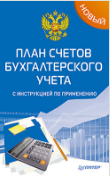 НОВЫЙ
ПЛАН СЧЕТОВ
БУХГАЛТЕРСКОГО
УЧЕТА
С ИНСТРУКЦИЕЙ ПО ПРИМЕНЕНИЮ
ПИТЕР